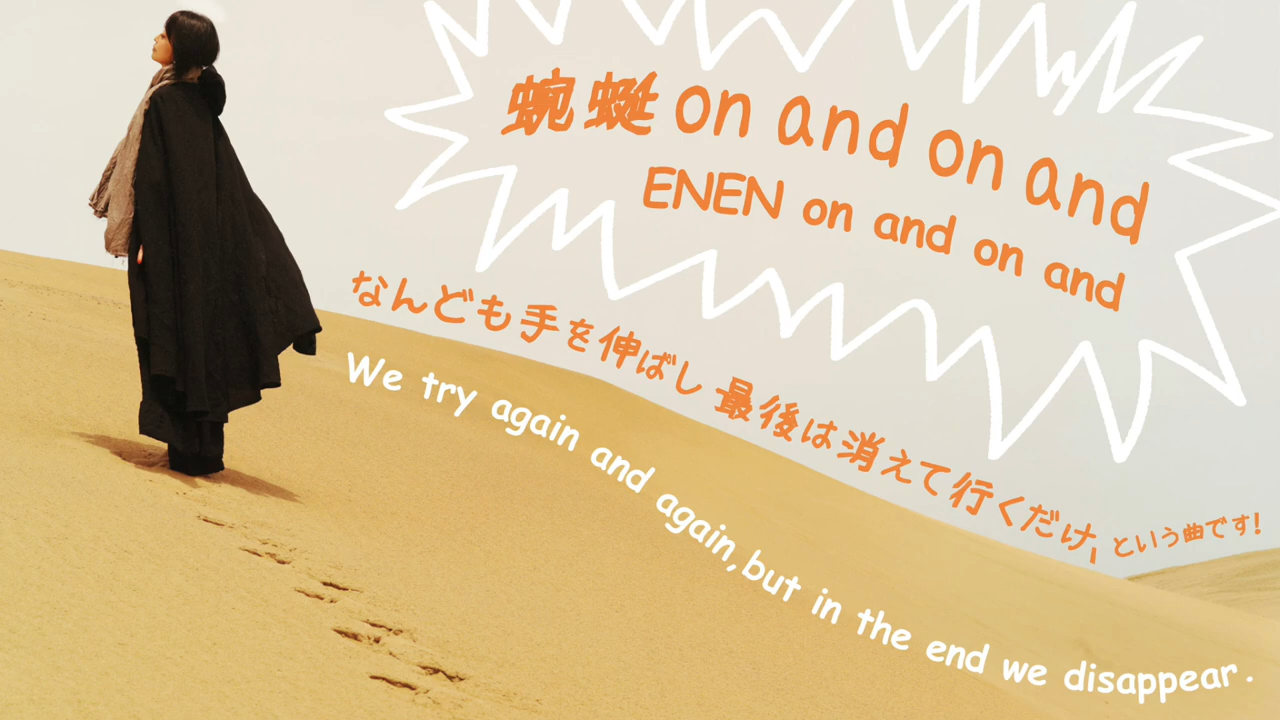 蜿蜒 on and on and
ENEN on and on and
なんども手を伸ばし 最後は消えて行くだけ、という曲です!
We try again and again, but in the end we disappear.